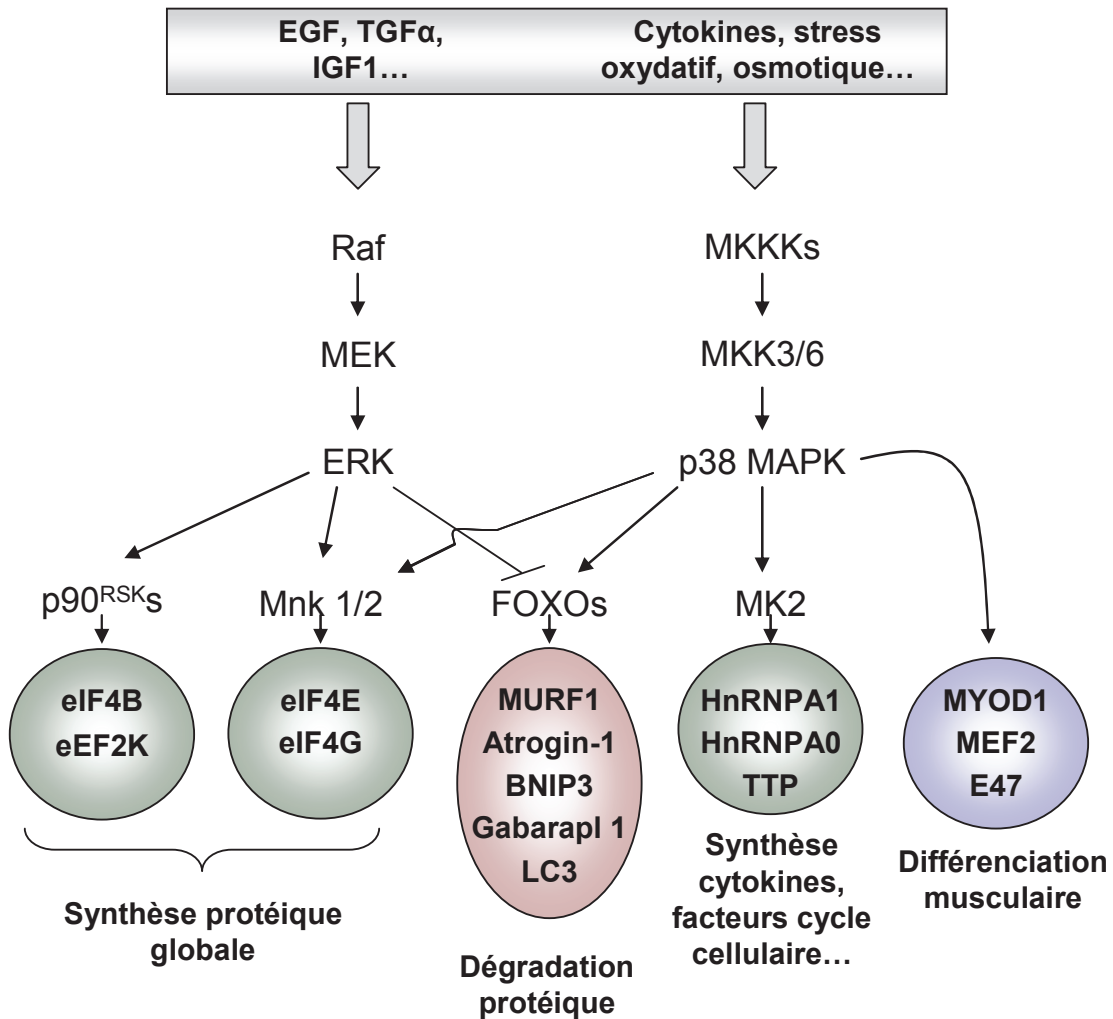 EGF, TGFα,
IGF1…
Cytokines, stress
oxydatif, osmotique…
Raf
MKKKs
MEK
MKK3/6
ERK
p38 MAPK
p90RSKs
Mnk 1/2
FOXOs
MK2
eIF4B
eEF2K
eIF4E
eIF4G
MURF1
Atrogin-1
BNIP3
Gabarapl 1
LC3
HnRNPA1
HnRNPA0
TTP
MYOD1
MEF2
E47
Synthèse protéique
globale
Dégradation
protéique
Synthèse
cytokines,
facteurs cycle
cellulaire…
Différenciation
musculaire